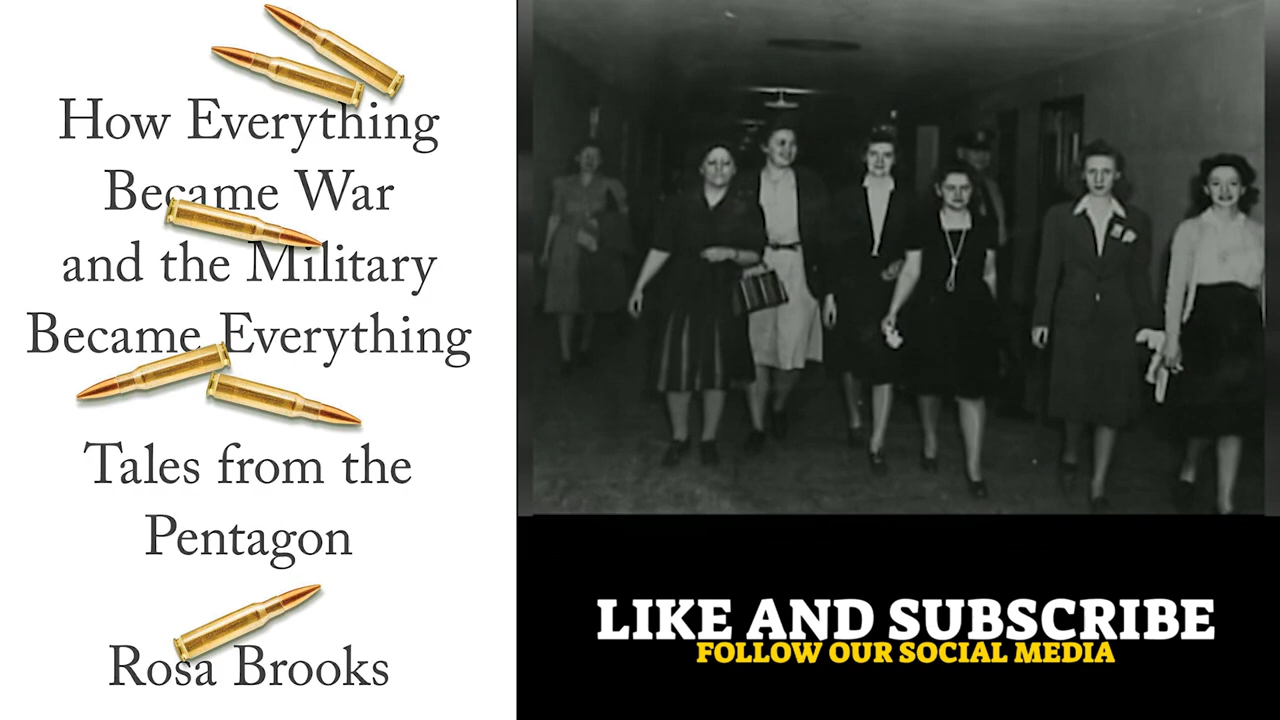 How Everything
Became War
and the Military
Became Everything
Tales from the
Pentagon
Rosa Brooks
LIKE AND SUBSCRIBE
FOLLOW OUR SOCIAL MEDIA